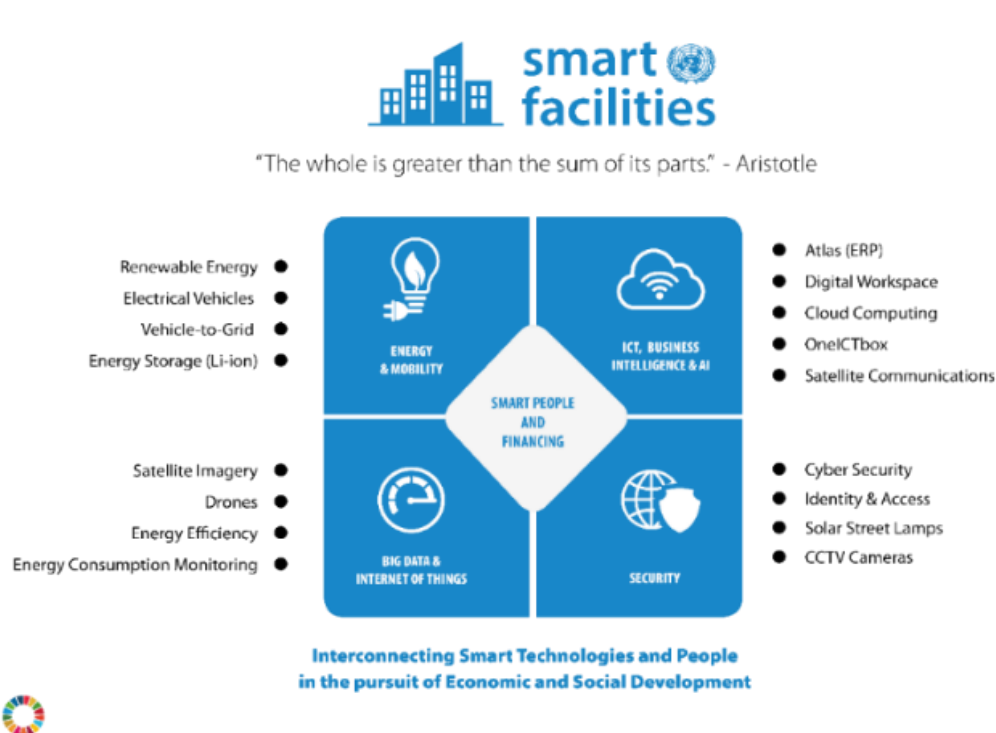 smart
facilities
“The whole is greater than the sum of its parts.” - Aristotle
Renewable Energy
Electrical Vehicles
Vehicle-to-Grid
Energy Storage (Li-ion)
ENERGY
& MOBILITY
ICT, BUSINESS
INTELLIGENCE & AI
Atlas (ERP)
Digital Workspace
Cloud Computing
OneICTbox
Satellite Communications
SMART PEOPLE
AND
FINANCING
Satellite Imagery
Drones
Energy Efficiency
Energy Consumption Monitoring
BIG DATA &
INTERNET OF THINGS
SECURITY
Cyber Security
Identity & Access
Solar Street Lamps
CCTV Cameras
Interconnecting Smart Technologies and People
in the pursuit of Economic and Social Development